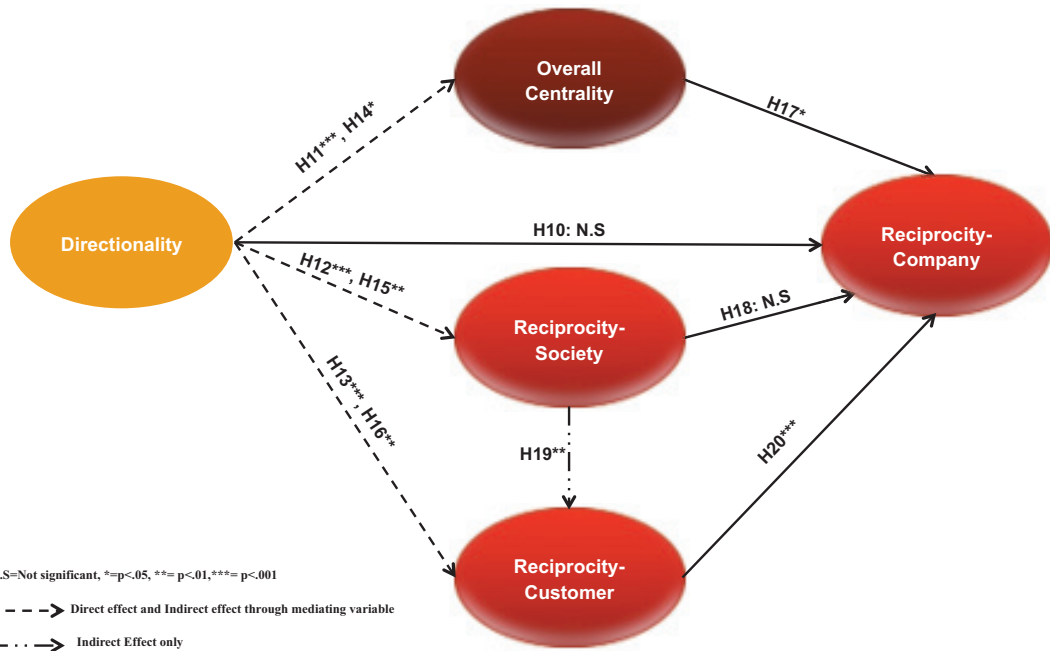 Overall
Centrality
H17*
H11***, H14*
Directionality
H10: N.S
Reciprocity-
Company
H12***, H15**
H18: N.S
Reciprocity-
Society
H13***, H16**
H19**
H20***
Reciprocity-
Customer
.S=Not significant, *=p<.05, **= p<.01,***= p<.001
Direct effect and Indirect effect through mediating variable
Indirect Effect only